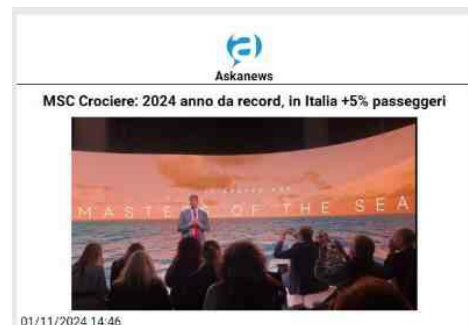 Askanews
MSC Crociere: 2024 anno da record, in Italia +5% passeggeri
MASTERS OF THE SEA
01/11/2024 14:46